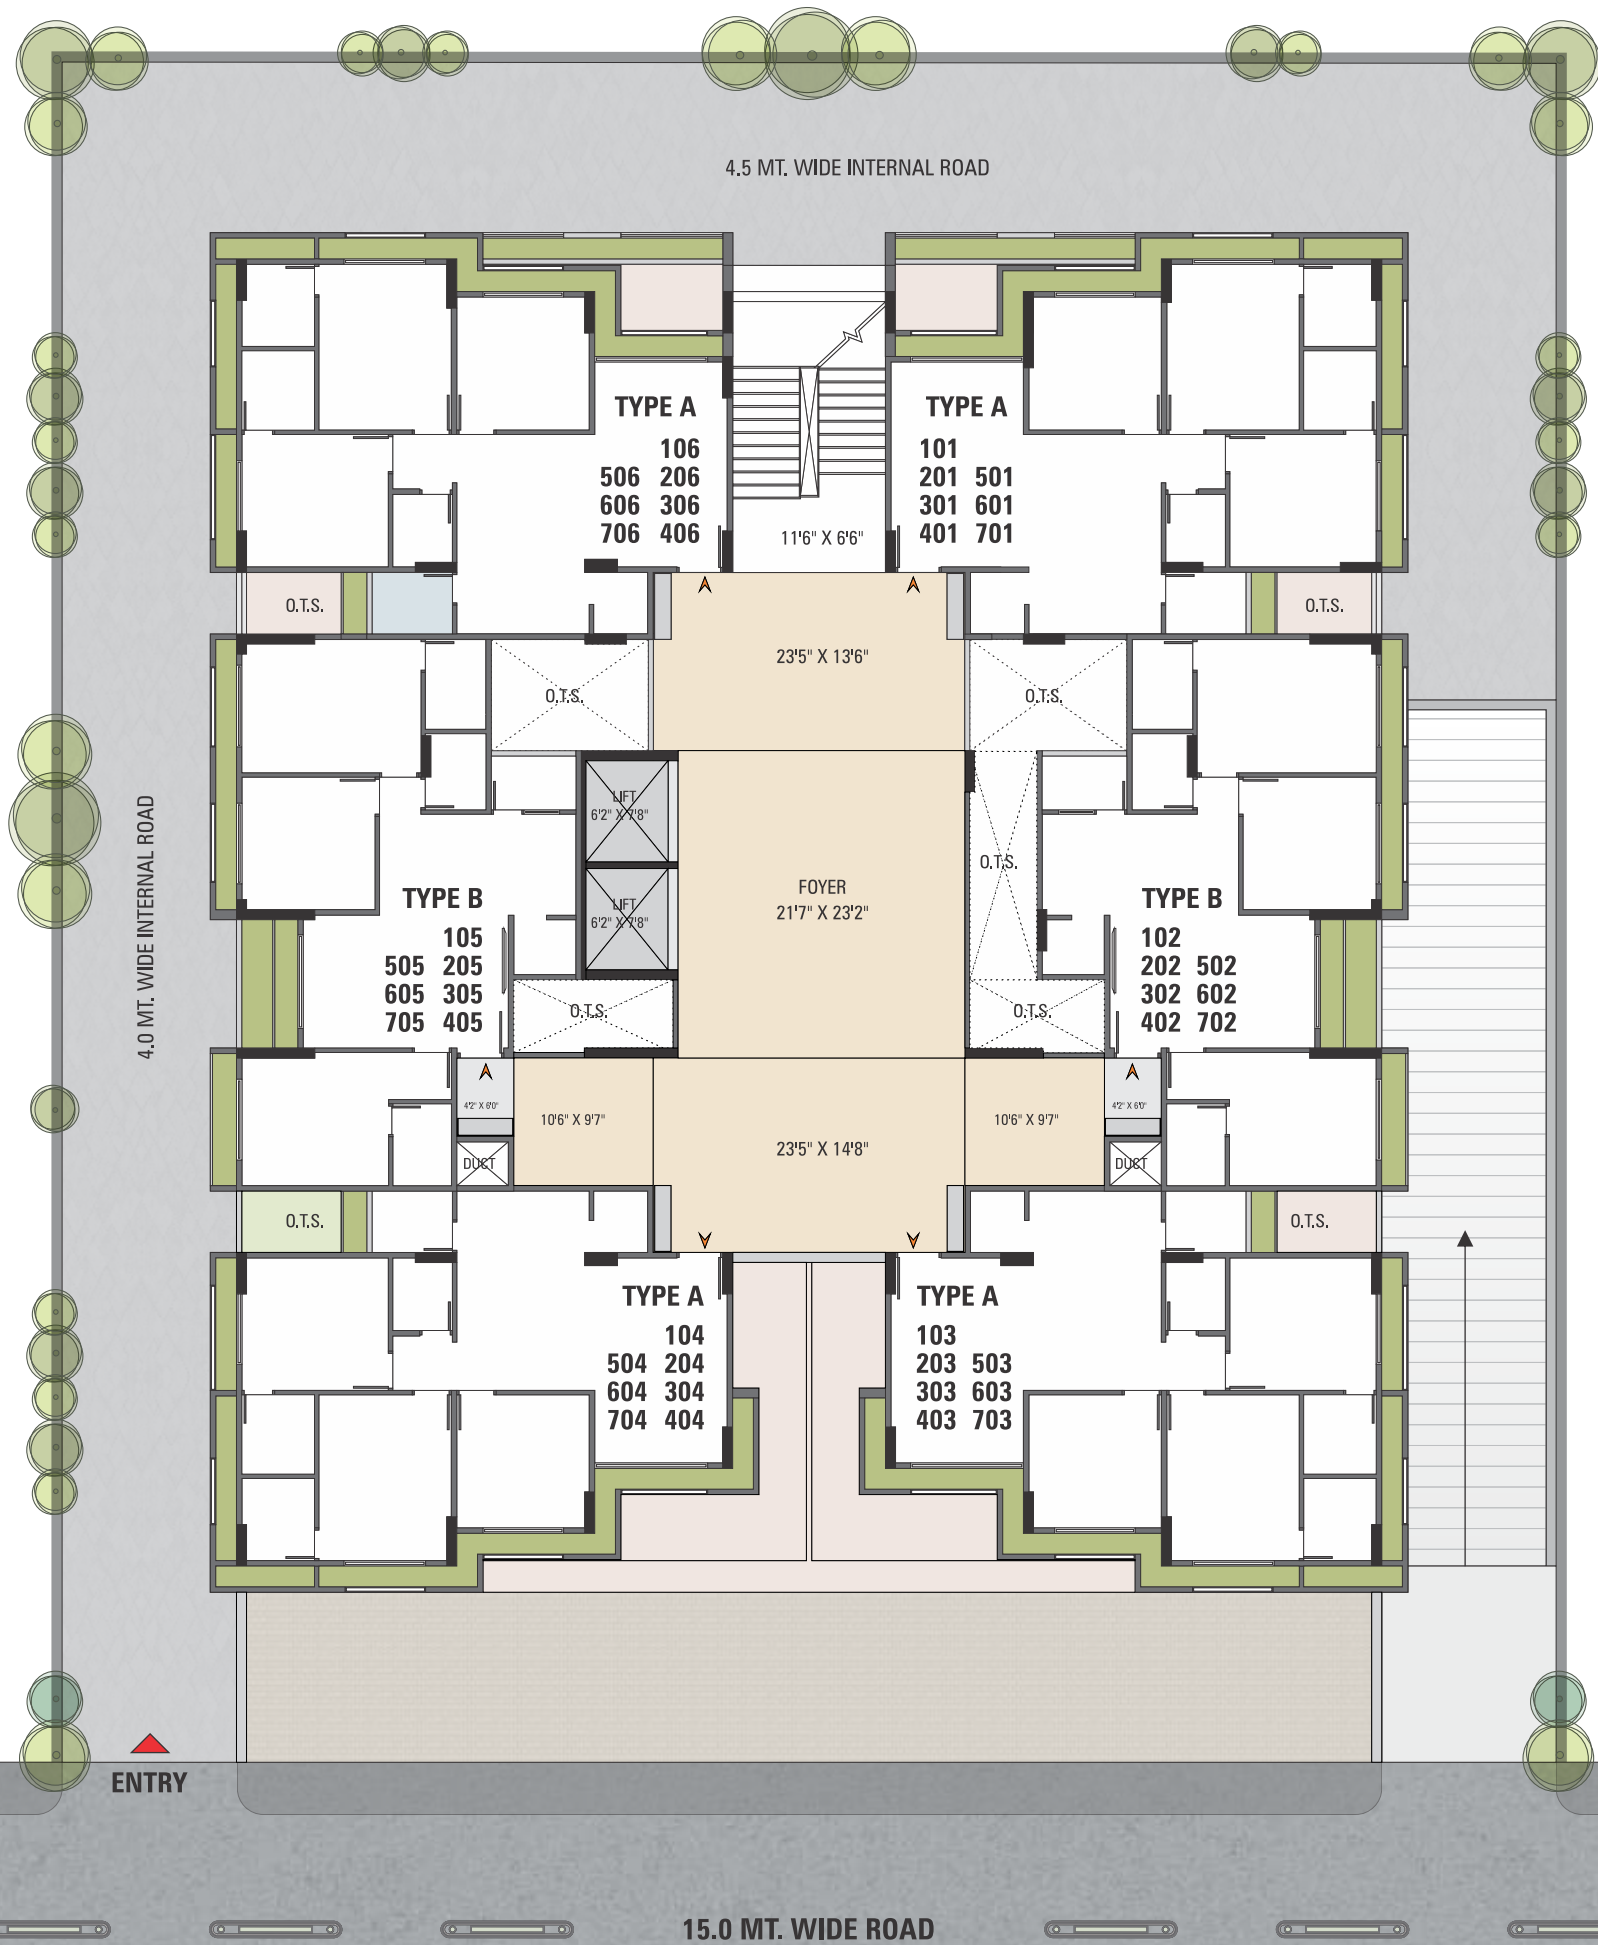 4.5 MT. WIDE INTERNAL ROAD
TYPE A
106
506 206
606 306
706 406
TYPE A
101
201 501
301 601
401 701
11'6" X 6'6"
O.T.S.
O.T.S.
23'5" X 13'6"
O.T.S.
O.T.S.
LIFT
6'2" X 7'8"
4.0 MT. WIDE INTERNAL ROAD
FOYER
21'7" X 23'2"
O.T.S.
LIFT
6'2" X 7'8"
TYPE B
105
505 205
605 305
705 405
TYPE B
102
202 502
302 602
402 702
O.T.S.
O.T.S.
4'2" X 6'0"
10'6" X 9'7"
23'5" X 14'8"
10'6" X 9'7"
4'2" X 6'0"
DUCT
DUCT
O.T.S.
O.T.S.
TYPE A
104
504 204
604 304
704 404
TYPE A
103
203 503
303 603
403 703
ENTRY
15.0 MT. WIDE ROAD